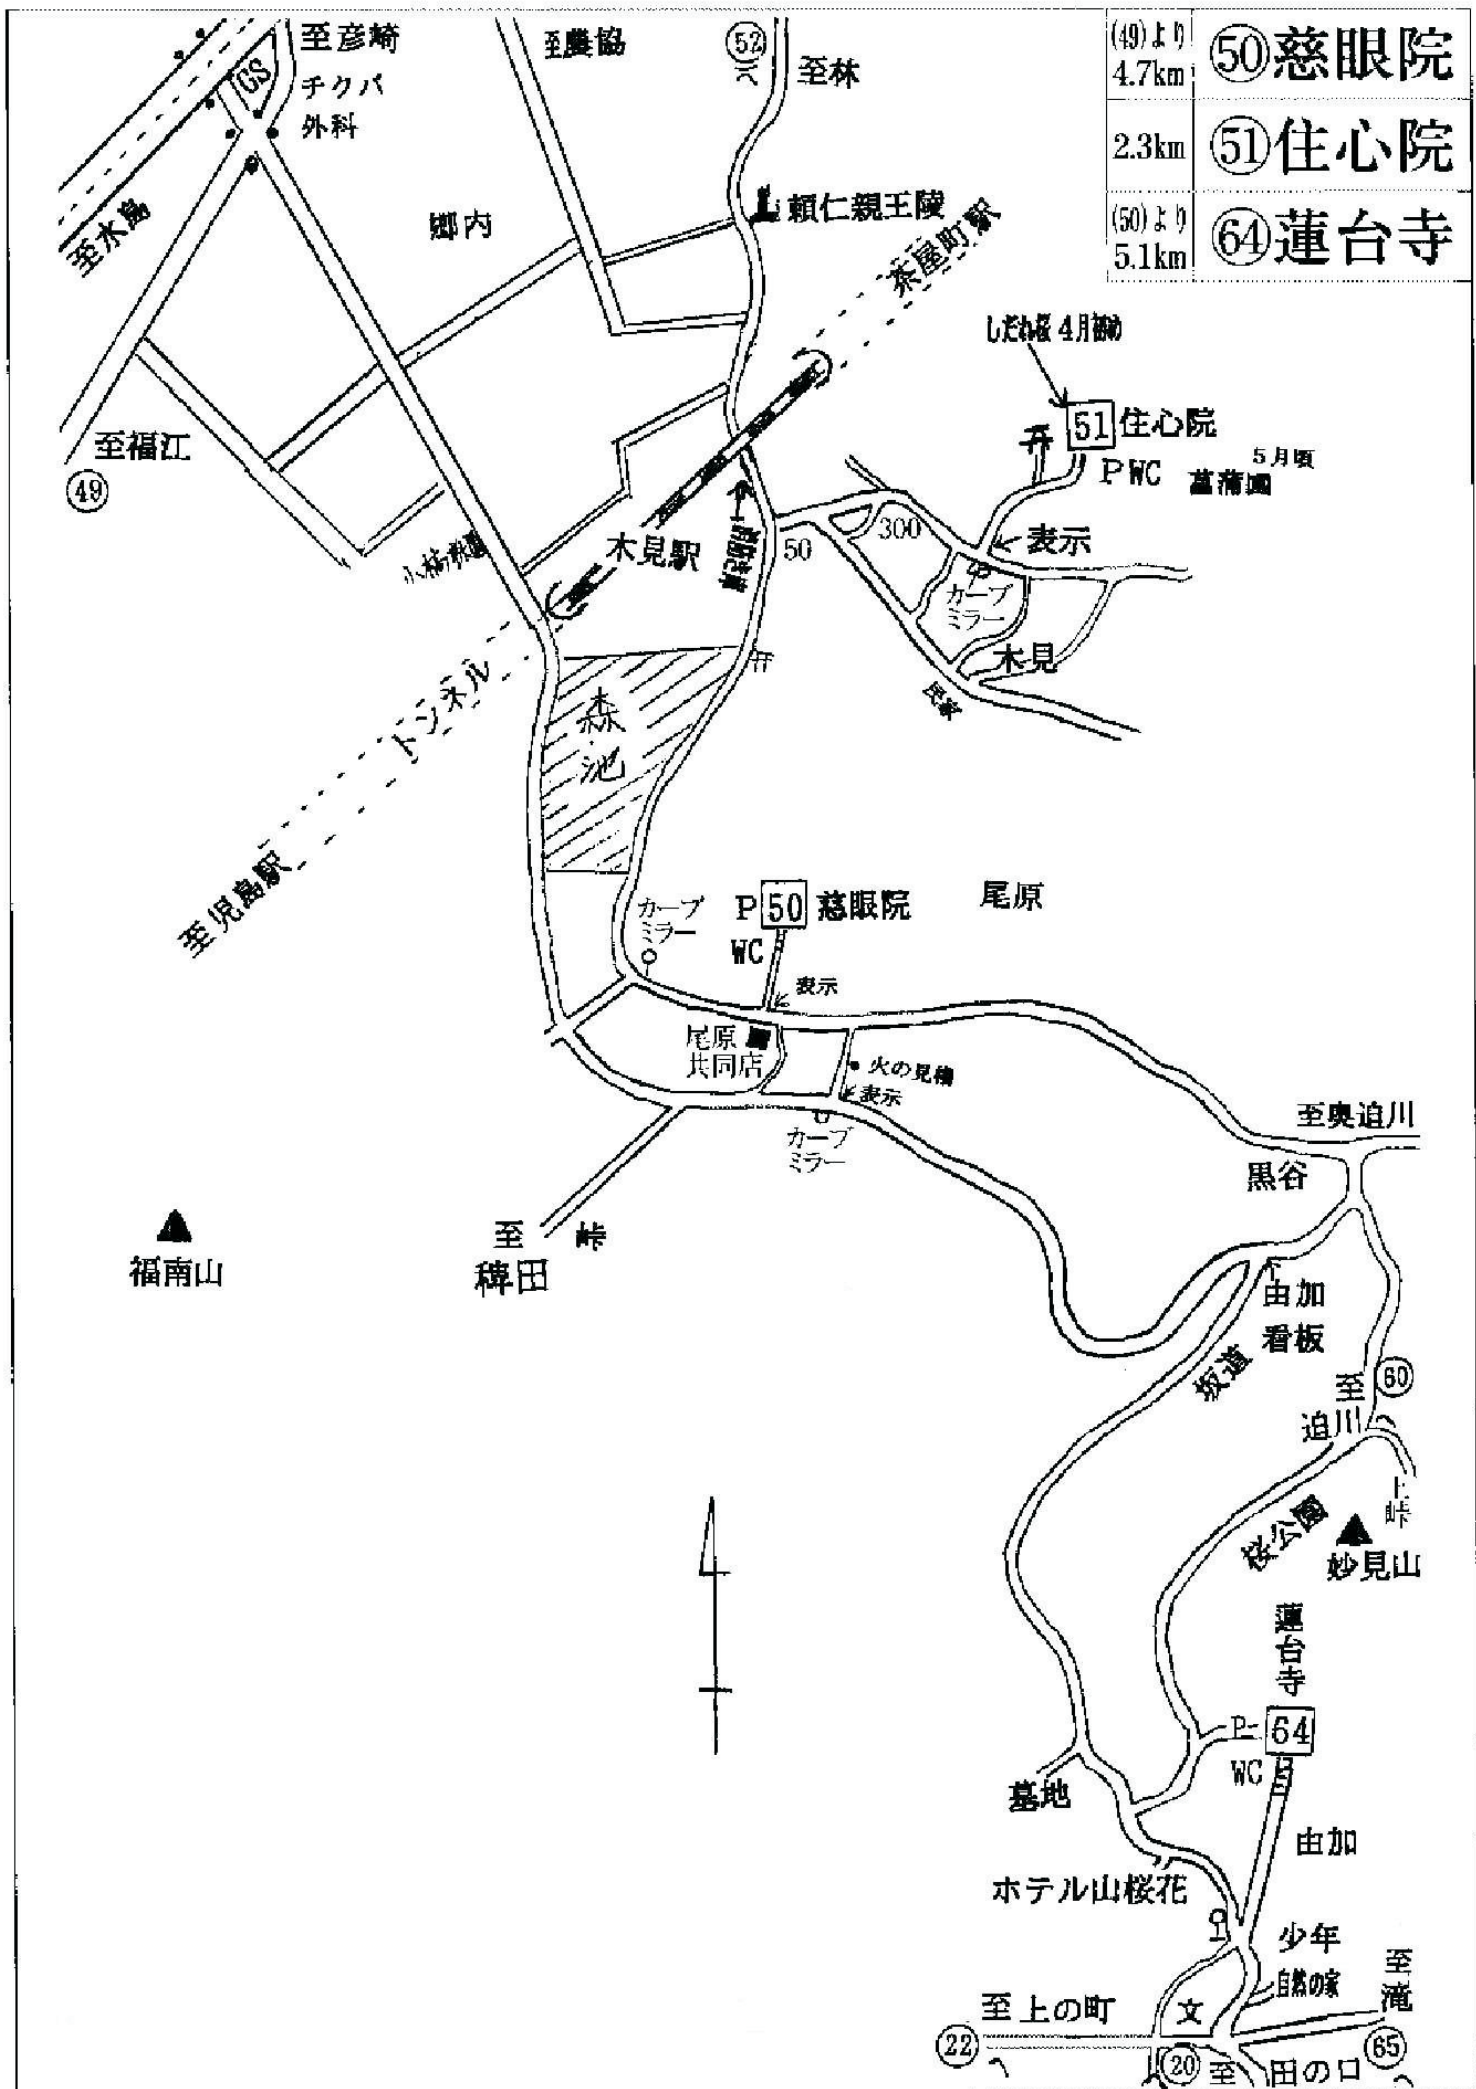 (49)より
4.7km
㊿慈眼院
2.3km
51住心院
(50)より
5.1km
64蓮台寺
至彦崎
GS
チクバ
外科
至農協
52
至林
至水島
郷内
頼仁親王陵
茶屋町駅
しだれ桜 4月初め
51
住心院
P WC
菖蒲園
5月頃
至福江
49
木見駅
50
300
表示
カーブ
ミラー
木見
トンネル
森
池
至児島駅
カーブ
ミラー
P
50
慈眼院
WC
尾原
表示
尾原
共同店
火の見櫓
表示
カーブ
ミラー
至奥迫川
黒谷
福南山
至
稗田
峠
由加
看板
坂道
至
迫川
60
上
峠
桜公園
妙見山
蓮台寺
P
64
WC
墓地
由加
ホテル山桜花
少年
自然の家
至滝
至上の町
文
22
20
至
田の口
65